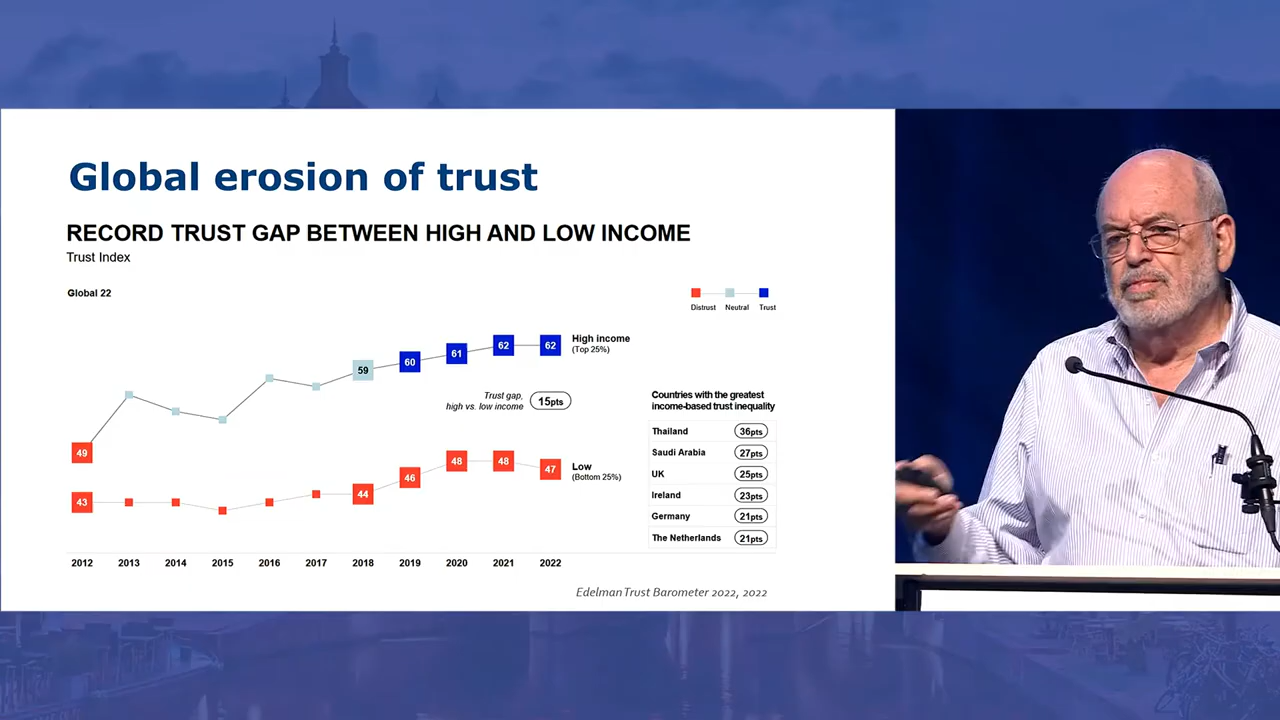 Global erosion of trust
RECORD TRUST GAP BETWEEN HIGH AND LOW INCOME
Trust Index
Global 22
Distrust Neutral Trust
High income
(Top 25%)
49 59 60 61 62 62
Trust gap,
high vs. low income
15pts
Low
(Bottom 25%)
43 44 46 48 48 47
2012 2013 2014 2015 2016 2017 2018 2019 2020 2021 2022
Countries with the greatest
income-based trust inequality
Thailand 36pts
Saudi Arabia 27pts
UK 25pts
Ireland 23pts
Germany 21pts
The Netherlands 21pts
Edelman Trust Barometer 2022, 2022